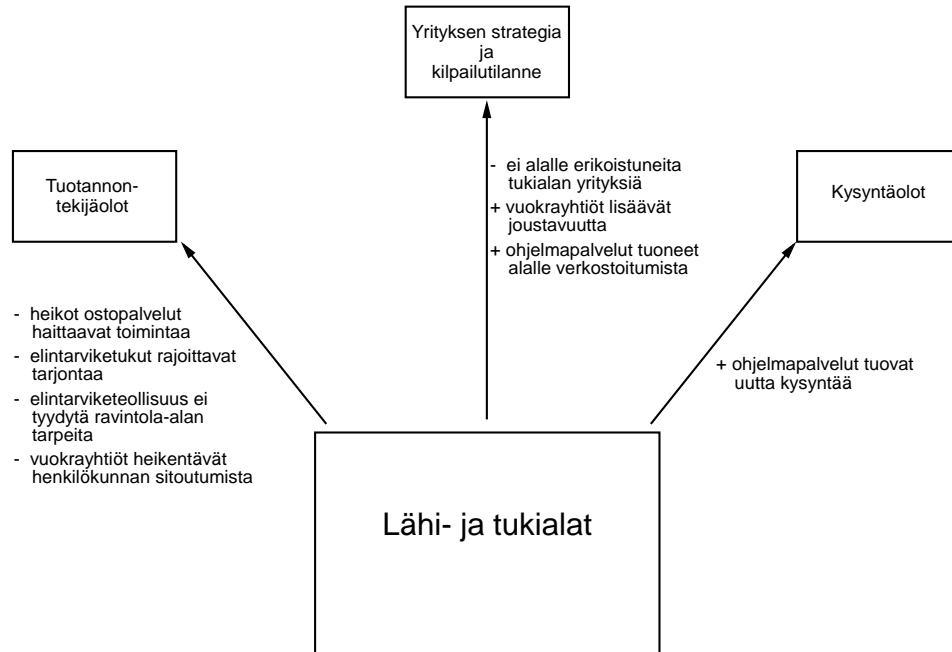 Yrityksen strategia
ja
kilpailutilanne
Tuotannon-
tekijäolot
- ei alalle erikoistuneita
tukialan yrityksiä
+ vuokrayhtiöt lisäävät
joustavuutta
+ ohjelmapalvelut tuoneet
alalle verkostoitumista
Kysyntäolot
- heikot ostopalvelut
haittaavat toimintaa
- elintarviketukut rajoittavat
tarjontaa
- elintarviketeollisuus ei
tyydytä ravintola-alan
tarpeita
- vuokrayhtiöt heikentävät
henkilökunnan sitoutumista
+ ohjelmapalvelut tuovat
uutta kysyntää
Lähi- ja tukialat